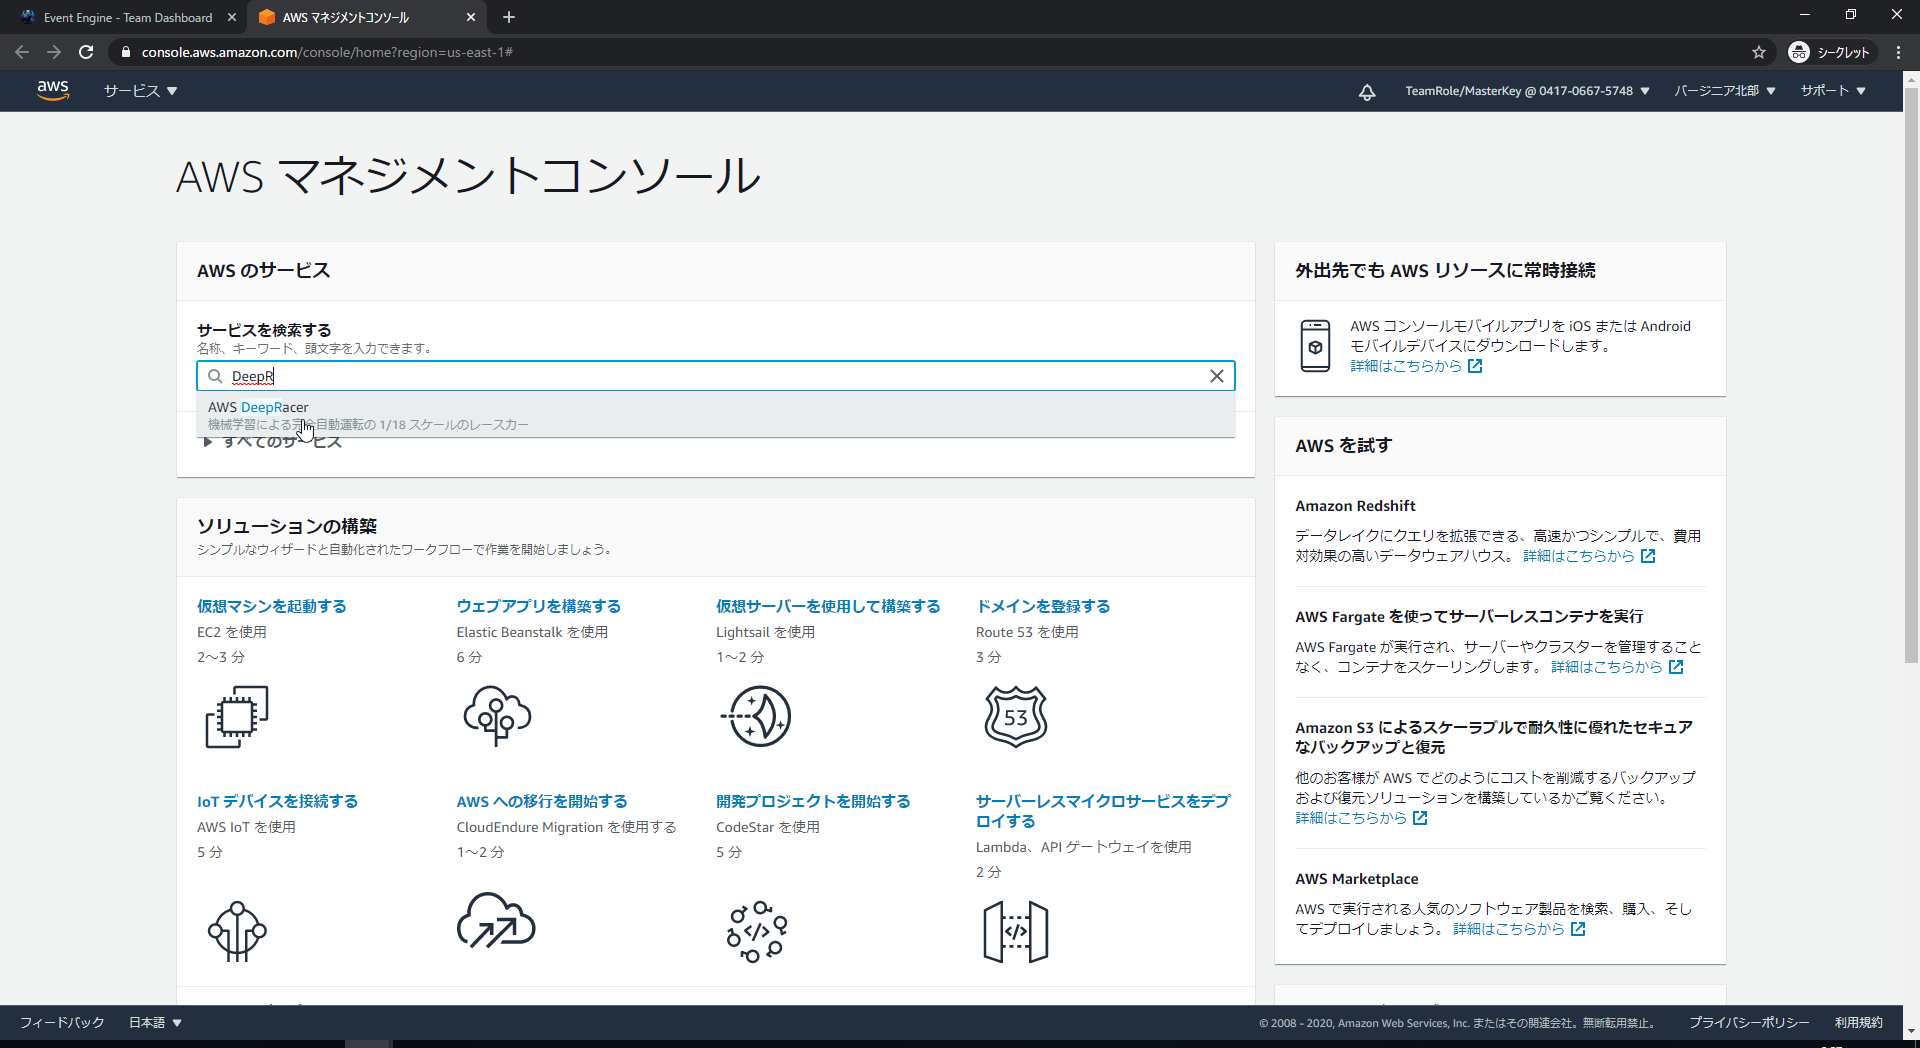 Event Engine - Team Dashboard
AWS マネジメントコンソール
console.aws.amazon.com/console/home?region=us-east-1#
シークレット
aws
サービス
TeamRole/MasterKey @ 0417-0667-5748
バージニア北部
サポート
AWS マネジメントコンソール
AWS のサービス
サービスを検索する
名称、キーワード、頭文字を入力できます。
DeepR
AWS DeepRacer
機械学習による完全自動運転の 1/18 スケールのレースカー
すべてのサービス
ソリューションの構築
シンプルなウィザードと自動化されたワークフローで作業を開始しましょう。
仮想マシンを起動する
EC2 を使用
2～3 分
ウェブアプリを構築する
Elastic Beanstalk を使用
6 分
仮想サーバーを使用して構築する
Lightsail を使用
1～2 分
ドメインを登録する
Route 53 を使用
3 分
53
IoT デバイスを接続する
AWS IoT を使用
5 分
AWS への移行を開始する
CloudEndure Migration を使用する
1～2 分
開発プロジェクトを開始する
CodeStar を使用
5 分
サーバーレスマイクロサービスをデプ
ロイする
Lambda、API ゲートウェイを使用
2 分
外出先でも AWS リソースに常時接続
AWS コンソールモバイルアプリを iOS または Android
モバイルデバイスにダウンロードします。
詳細はこちらから
AWS を試す
Amazon Redshift
データレイクにクエリを拡張できる、高速かつシンプルで、費用
対効果の高いデータウェアハウス。 詳細はこちらから
AWS Fargate を使ってサーバーレスコンテナを実行
AWS Fargate が実行され、サーバーやクラスターを管理すること
なく、コンテナをスケーリングします。 詳細はこちらから
Amazon S3 によるスケーラブルで耐久性に優れたセキュア
なバックアップと復元
他のお客様が AWS でどのようにコストを削減するバックアップ
および復元ソリューションを構築しているかご覧ください。
詳細はこちらから
AWS Marketplace
AWS で実行される人気のソフトウェア製品を検索、購入、そし
てデプロイしましょう。 詳細はこちらから
フィードバック
日本語
© 2008 - 2020, Amazon Web Services, Inc. またはその関連会社。無断転用禁止。
プライバシーポリシー
利用規約